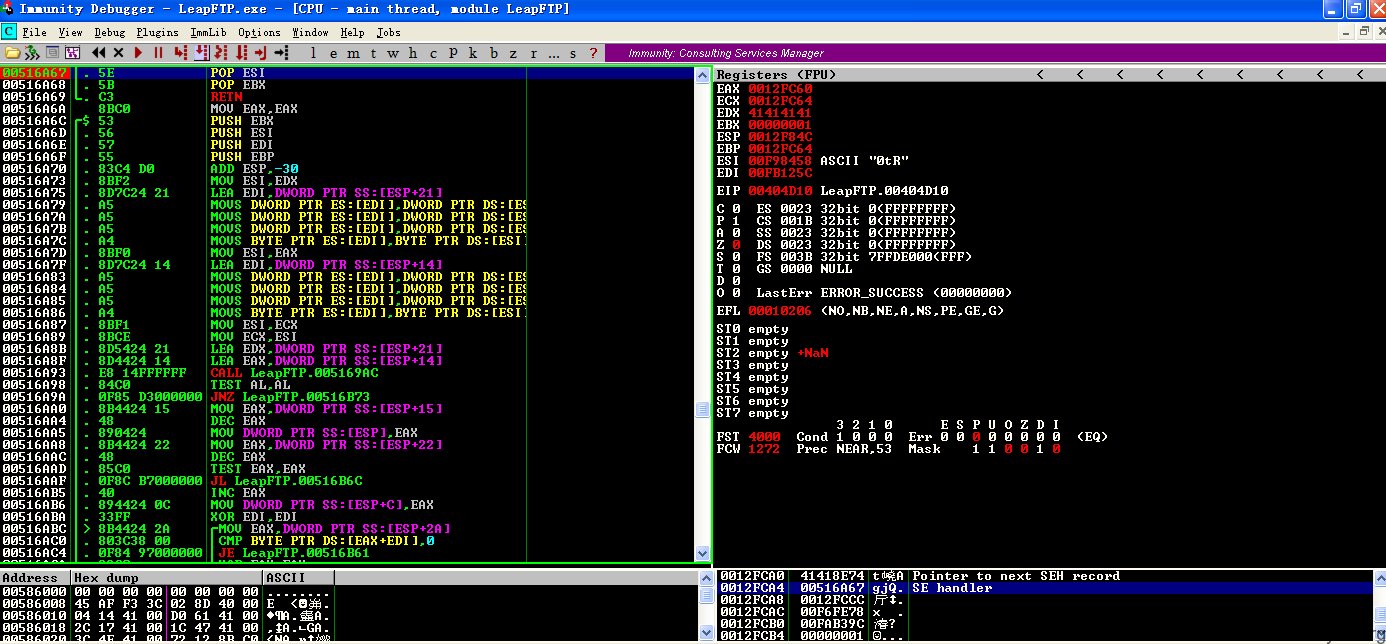 Immunity Debugger - LeapFTP.exe - [CPU - main thread, module LeapFTP]
C File View Debug Plugins ImmLib Options Window Help Jobs
l e m t w h c P k b z r ... s ? Immunity: Consulting Services Manager
00516A67 . 5E POP ESI
00516A68 . 5B POP EBX
00516A69 . C3 RETN
00516A6A 8BC0 MOV EAX,EAX
00516A6C $ 53 PUSH EBX
00516A6D . 56 PUSH ESI
00516A6E . 57 PUSH EDI
00516A6F . 55 PUSH EBP
00516A70 . 83C4 D0 ADD ESP,-30
00516A73 . 8BF2 MOV ESI,EDX
00516A75 . 8D7C24 21 LEA EDI,DWORD PTR SS:[ESP+21]
00516A79 . A5 MOVS DWORD PTR ES:[EDI],DWORD PTR DS:[ES
00516A7A . A5 MOVS DWORD PTR ES:[EDI],DWORD PTR DS:[ES
00516A7B . A5 MOVS DWORD PTR ES:[EDI],DWORD PTR DS:[ES
00516A7C . A4 MOVS BYTE PTR ES:[EDI],BYTE PTR DS:[ESI]
00516A7D . 8BF0 MOV ESI,EAX
00516A7F . 8D7C24 14 LEA EDI,DWORD PTR SS:[ESP+14]
00516A83 . A5 MOVS DWORD PTR ES:[EDI],DWORD PTR DS:[ES
00516A84 . A5 MOVS DWORD PTR ES:[EDI],DWORD PTR DS:[ES
00516A85 . A5 MOVS DWORD PTR ES:[EDI],DWORD PTR DS:[ES
00516A86 . A4 MOVS BYTE PTR ES:[EDI],BYTE PTR DS:[ESI]
00516A87 . 8BF1 MOV ESI,ECX
00516A89 . 8BCE MOV ECX,ESI
00516A8B . 8D5424 21 LEA EDX,DWORD PTR SS:[ESP+21]
00516A8F . 8D4424 14 LEA EAX,DWORD PTR SS:[ESP+14]
00516A93 . E8 14FFFFFF CALL LeapFTP.005169AC
00516A98 . 84C0 TEST AL,AL
00516A9A . 0F85 D3000000 JNZ LeapFTP.00516B73
00516AA0 . 8B4424 15 MOV EAX,DWORD PTR SS:[ESP+15]
00516AA4 . 48 DEC EAX
00516AA5 . 890424 MOV DWORD PTR SS:[ESP],EAX
00516AA8 . 8B4424 22 MOV EAX,DWORD PTR SS:[ESP+22]
00516AAC . 48 DEC EAX
00516AAD . 85C0 TEST EAX,EAX
00516AAF . 0F8C B7000000 JL LeapFTP.00516B6C
00516AB5 . 40 INC EAX
00516AB6 . 894424 0C MOV DWORD PTR SS:[ESP+C],EAX
00516ABA . 33FF XOR EDI,EDI
00516ABC > 8B4424 2A MOV EAX,DWORD PTR SS:[ESP+2A]
00516AC0 . 803C38 00 CMP BYTE PTR DS:[EAX+EDI],0
00516AC4 . 0F84 97000000 JE LeapFTP.00516B61
Registers (FPU) < < < < < < < < <
EAX 0012FC60
ECX 0012FC64
EDX 41414141
EBX 00000001
ESP 0012F84C
EBP 0012FC64
ESI 00F98458 ASCII "0tR"
EDI 00FB125C
EIP 00404D10 LeapFTP.00404D10
C 0 ES 0023 32bit 0(FFFFFFFF)
P 1 CS 001B 32bit 0(FFFFFFFF)
A 0 SS 0023 32bit 0(FFFFFFFF)
Z 0 DS 0023 32bit 0(FFFFFFFF)
S 0 FS 003B 32bit 7FFDE000(FFF)
T 0 GS 0000 NULL
D 0
O 0 LastErr ERROR_SUCCESS (00000000)
EFL 00010206 (NO,NB,NE,A,NS,PE,GE,G)
ST0 empty
ST1 empty
ST2 empty +NaN
ST3 empty
ST4 empty
ST5 empty
ST6 empty
ST7 empty
3 2 1 0 E S P U O Z D I
FST 4000 Cond 1 0 0 0 Err 0 0 0 0 0 0 0 0 (EQ)
FCW 1272 Prec NEAR,53 Mask 1 1 0 0 1 0
Address Hex dump ASCII
00586000 00 00 00 00 00 00 00 00 ........
00586008 45 AF F3 3C 02 8D 40 00
00586010 04 14 41 00 D0 61 41 00
00586018 2C 17 41 00 1C 47 41 00
0012FCA0 41418E74 Pointer to next SEH record
0012FCA4 00516A67 gjQ. SE handler
0012FCA8 0012FCCC
0012FCAC 00F6FE78
0012FCB0 00FAB39C
0012FCB4 00000001